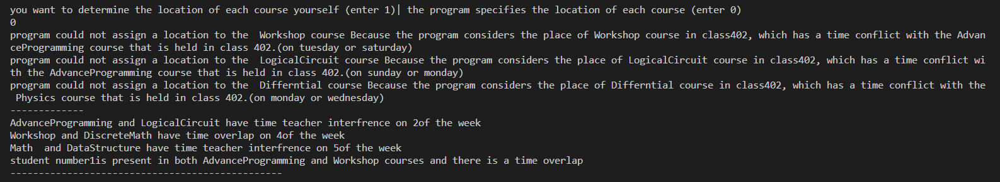 you want to determine the location of each course yourself (enter 1)| the program specifies the location of each course (enter 0)
0
program could not assign a location to the  Workshop course Because the program considers the place of Workshop course in class402, which has a time conflict with the Advan
ceProgramming course that is held in class 402.(on tuesday or saturday)
program could not assign a location to the  LogicalCircuit course Because the program considers the place of LogicalCircuit course in class402, which has a time conflict wi
th the AdvanceProgramming course that is held in class 402.(on sunday or monday)
program could not assign a location to the  Differntial course Because the program considers the place of Differntial course in class402, which has a time conflict with the
 Physics course that is held in class 402.(on monday or wednesday)
-------------
AdvanceProgramming and LogicalCircuit have time teacher interfrence on 2of the week
Workshop and DiscreteMath have time overlap on 4of the week
Math  and DataStructure have time teacher interfrence on 5of the week
student number1is present in both AdvanceProgramming and Workshop courses and there is a time overlap
------------------------------------------------